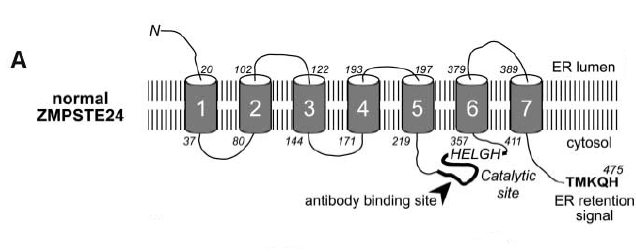 A
N
20 102 122 193 197 379 389 ER lumen
normal
ZMPSTE24
1 2 3 4 5 6 7
37 80 144 171 219 357 411 cytosol
HELGH
475
Catalytic
site
TMKQH
antibody binding site
ER retention
signal